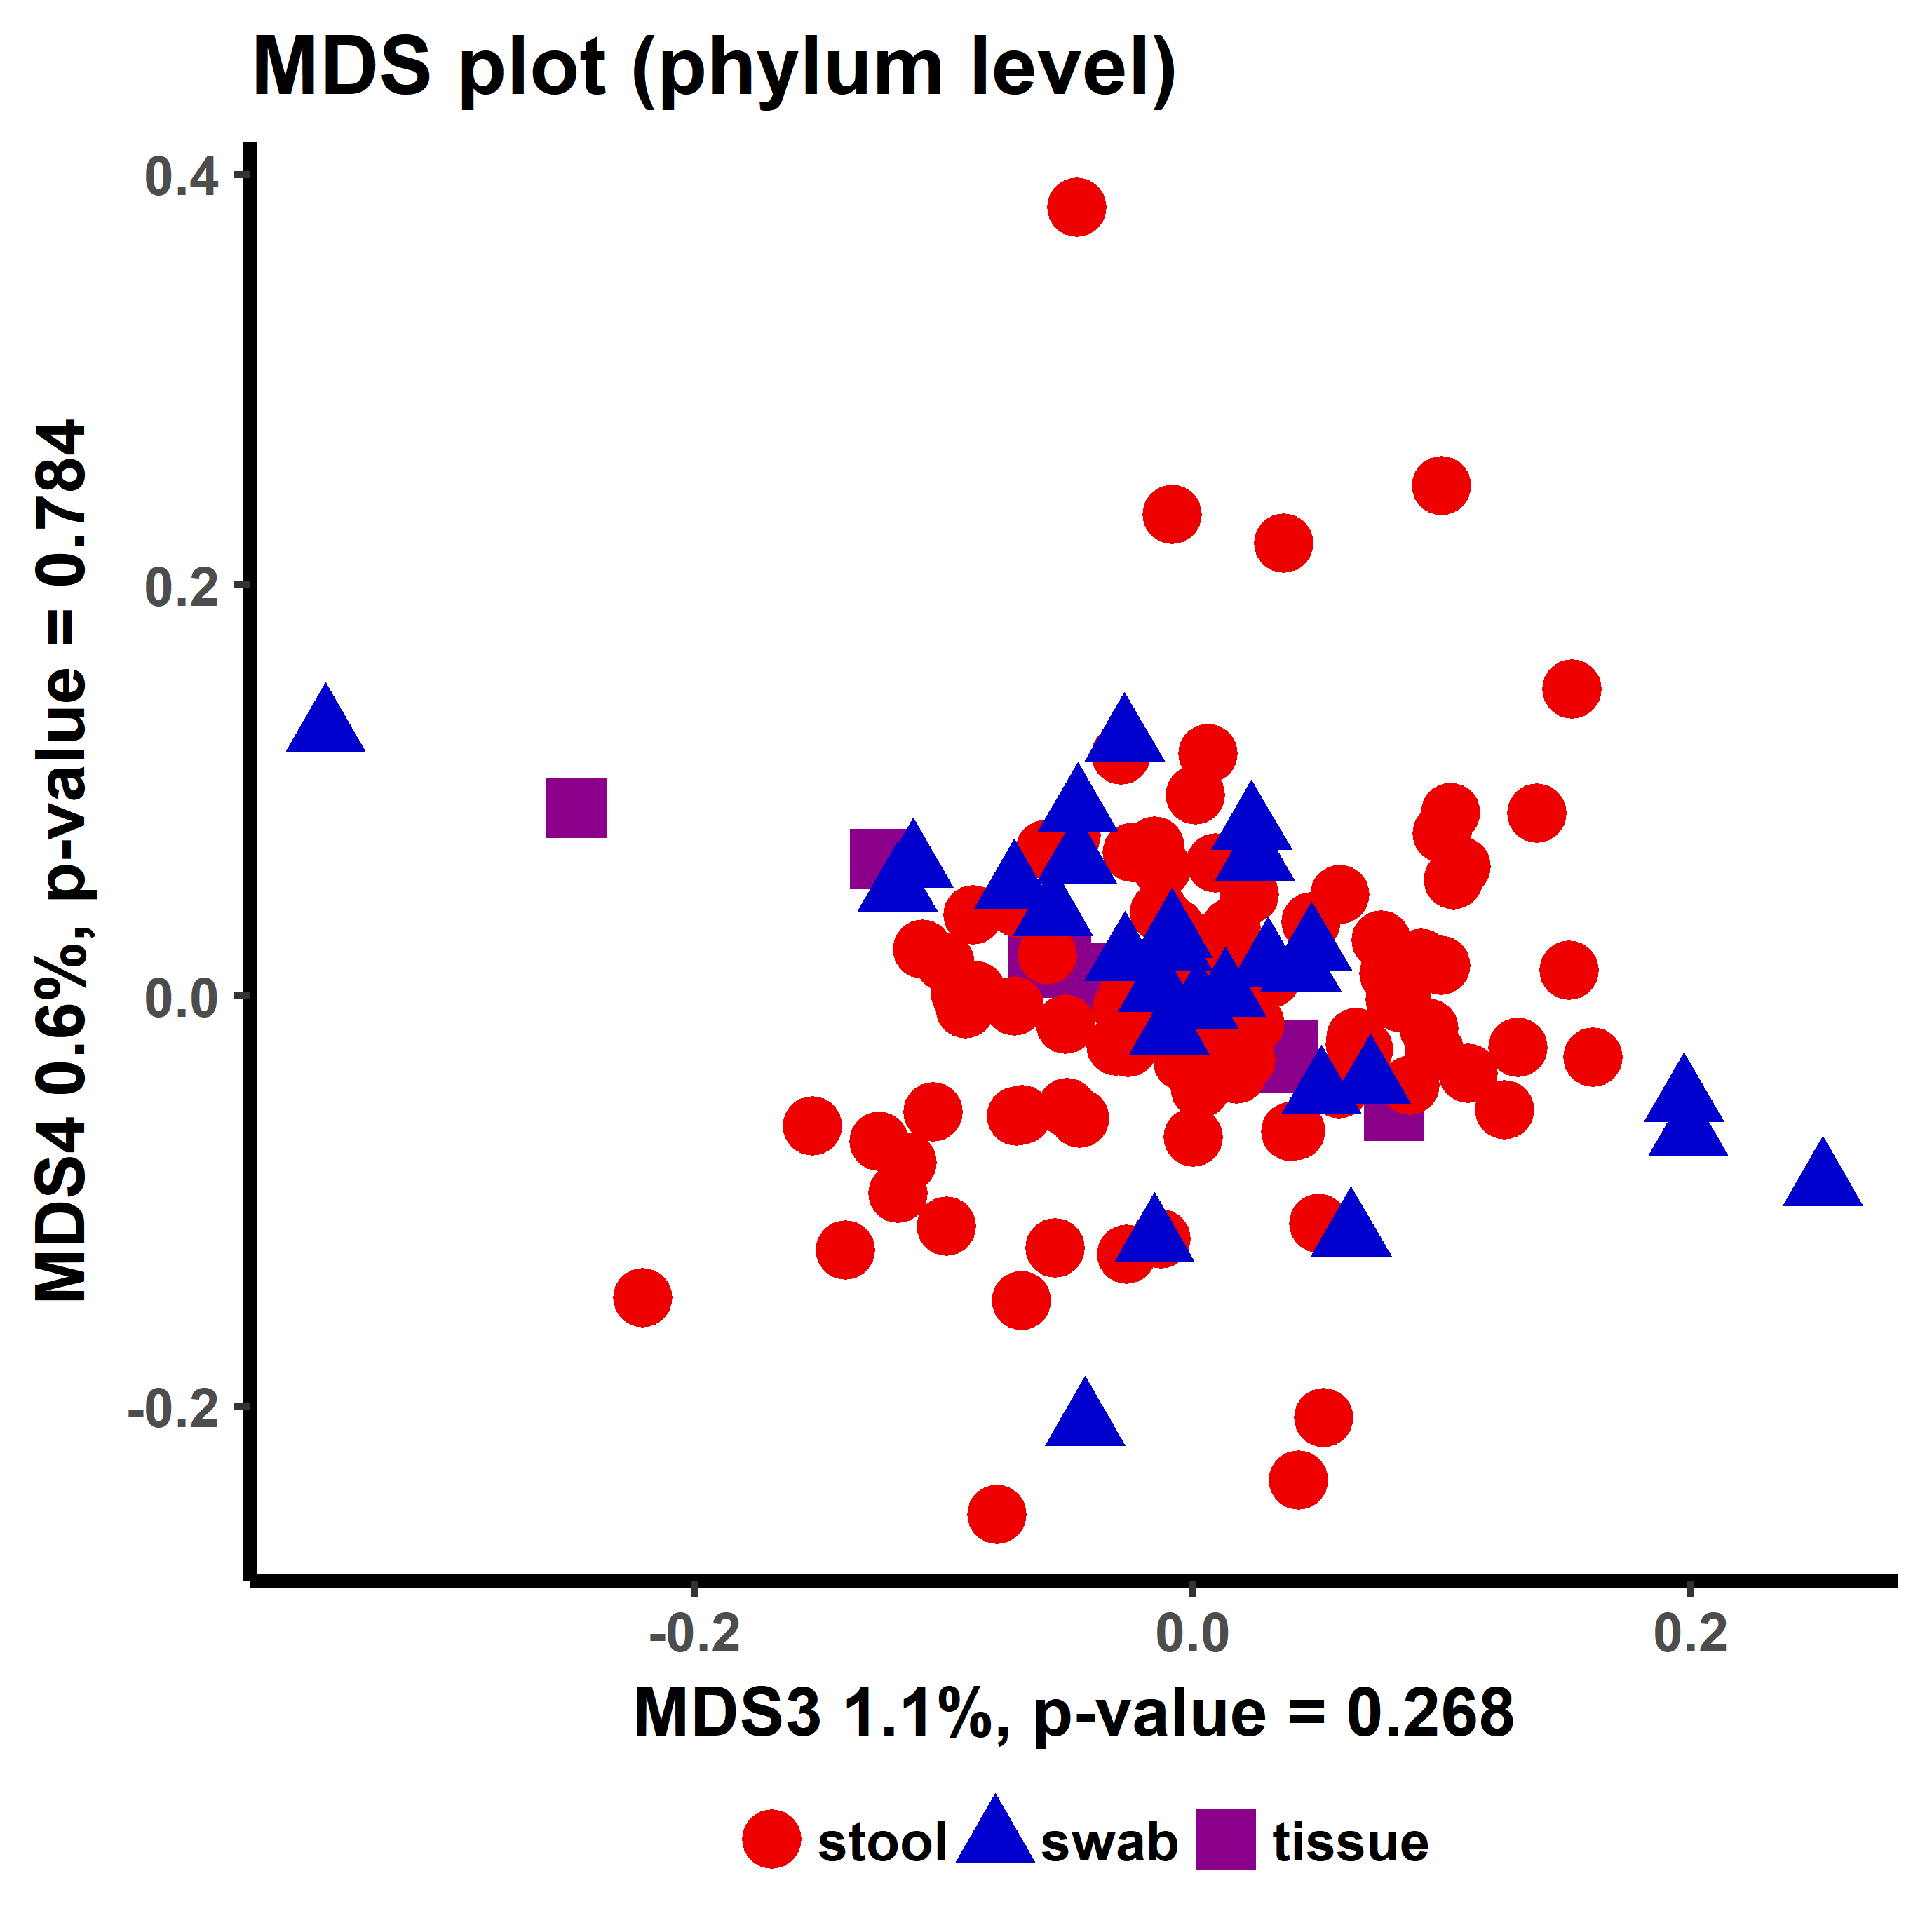 MDS plot (phylum level)
0.4
0.2
0.0
-0.2
MDS4 0.6%, p-value = 0.784
-0.2 0.0 0.2
MDS3 1.1%, p-value = 0.268
stool swab tissue